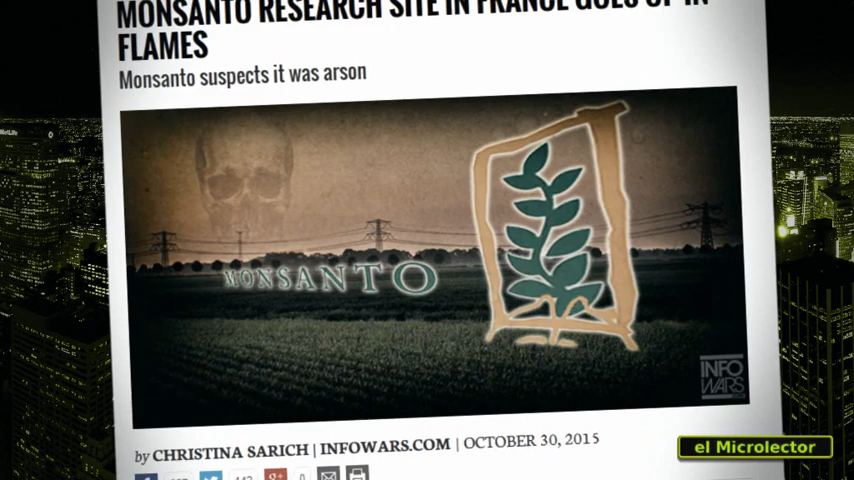 MONSANTO RESEARCH SITE IN FRANCE GOES UP IN
FLAMES
Monsanto suspects it was arson
MONSANTO
INFO
WARS
by CHRISTINA SARICH | INFOWARS.COM | OCTOBER 30, 2015
el Microlector